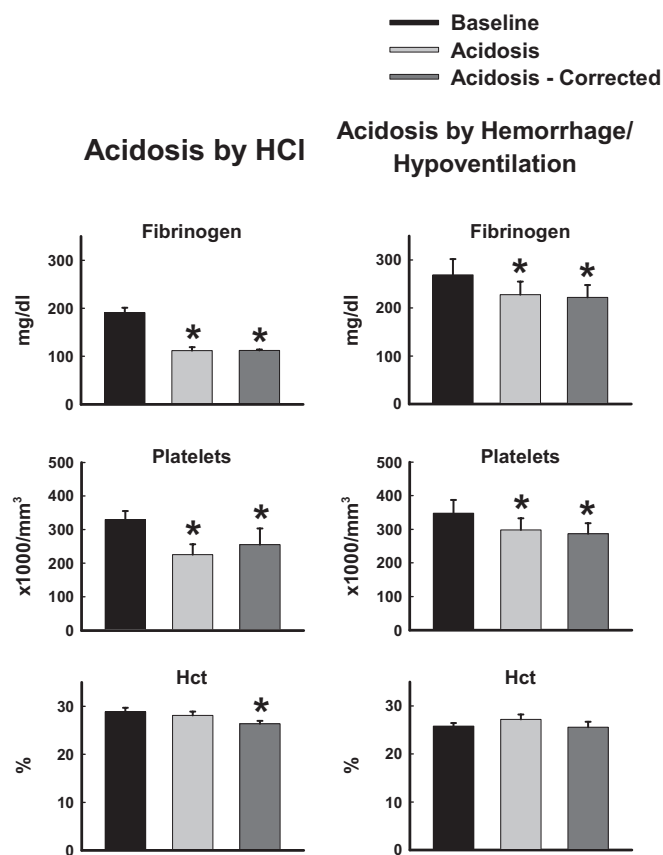 Baseline
Acidosis
Acidosis - Corrected
Acidosis by HCl
Acidosis by Hemorrhage/
Hypoventilation
Fibrinogen
mg/dl
300
200
100
0
*
*
Fibrinogen
mg/dl
300
200
100
0
*
*
Platelets
x1000/mm³
500
400
300
200
100
0
*
*
Platelets
x1000/mm³
500
400
300
200
100
0
*
*
Hct
%
30
20
10
0
*
Hct
%
30
20
10
0